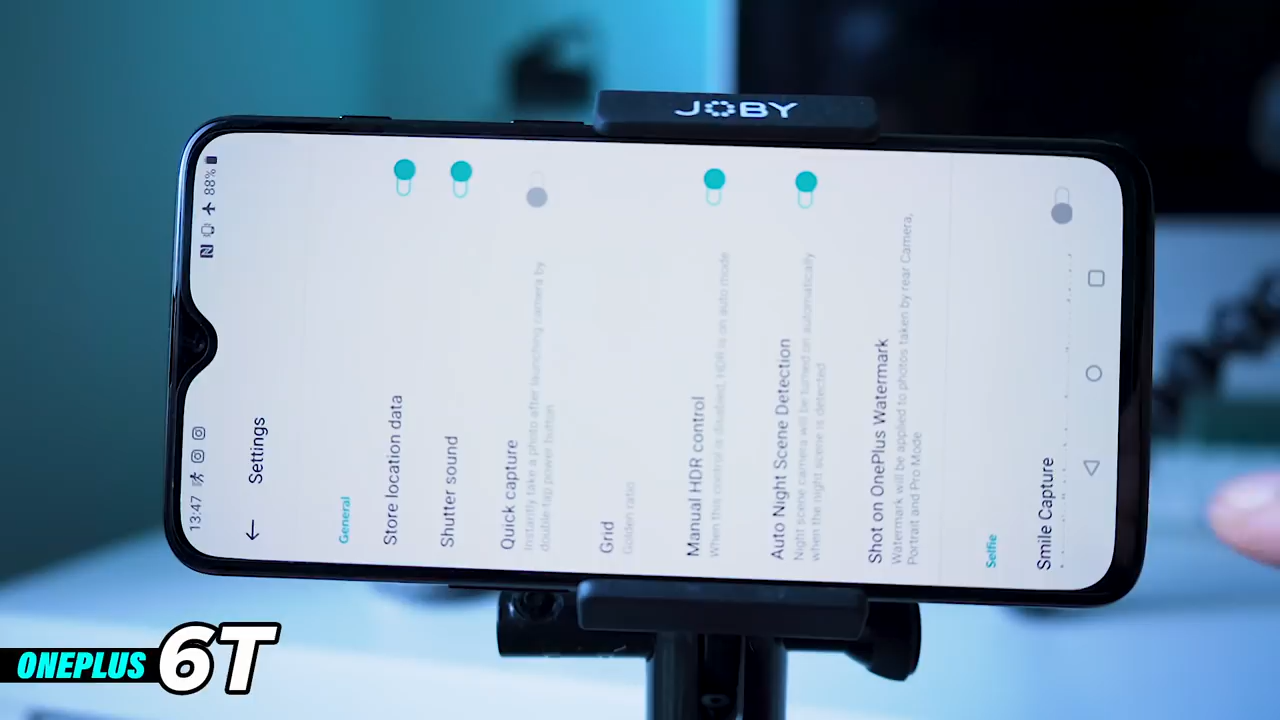 JOBY
13:47
88%
Settings
General
Store location data
Shutter sound
Quick capture
Instantly take a photo after launching camera by
double tap power button
Grid
Golden ratio
Manual HDR control
When this control is disabled, HDR is on auto mode
Auto Night Scene Detection
Night scene camera will be turned on automatically
when the night scene is detected
Shot on OnePlus Watermark
Watermark will be applied to photos taken by rear Camera,
Portrait and Pro Mode
Selfie
Smile Capture
ONEPLUS 6T